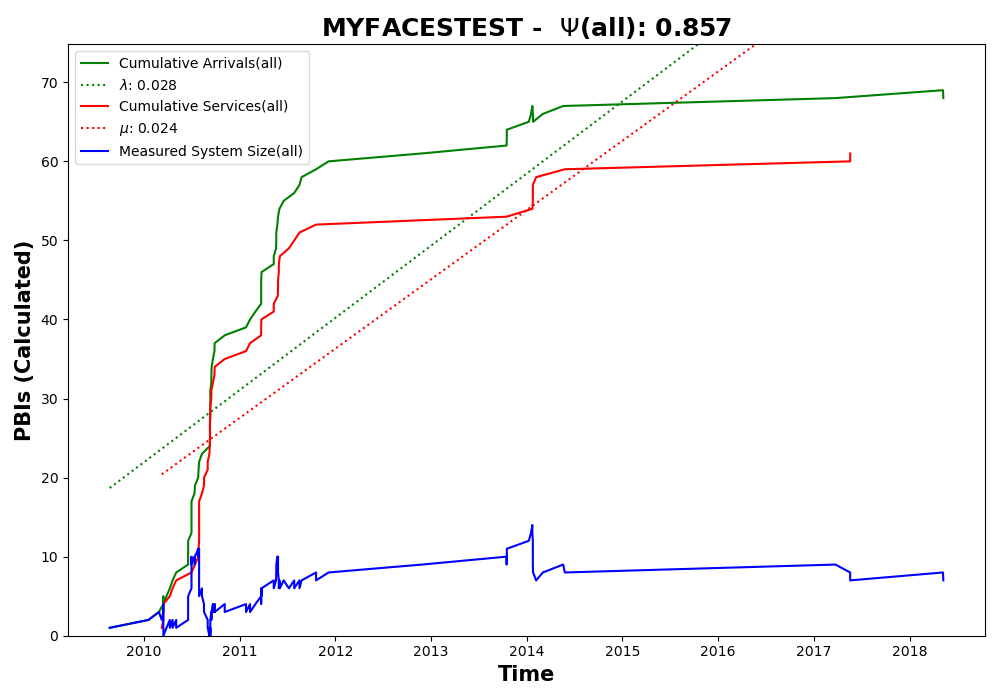 MYFACESTEST - Ψ(all): 0.857
Cumulative Arrivals(all)
λ: 0.028
Cumulative Services(all)
μ: 0.024
Measured System Size(all)
PBIs (Calculated)
70
60
50
40
30
20
10
0
2010 2011 2012 2013 2014 2015 2016 2017 2018
Time